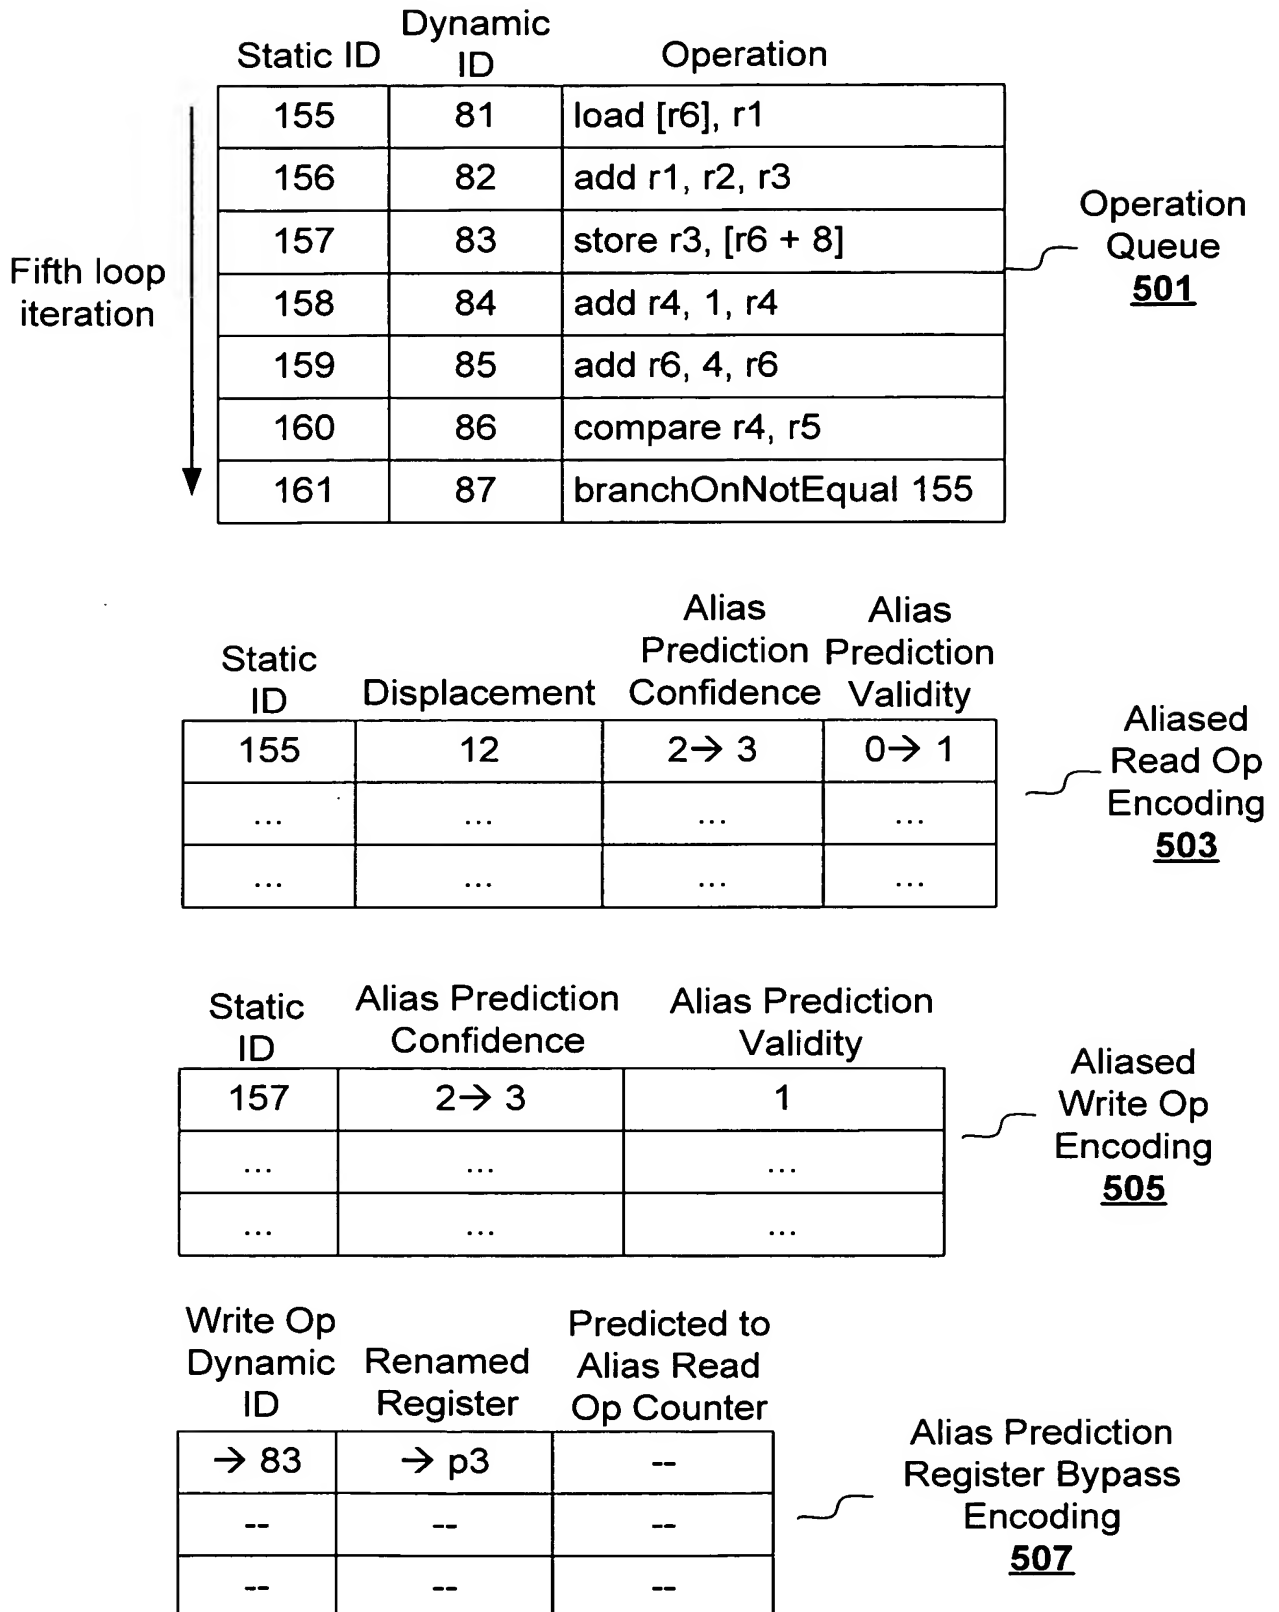 Static ID Dynamic ID Operation
155 81 load [r6], r1
156 82 add r1, r2, r3
157 83 store r3, [r6 + 8]
158 84 add r4, 1, r4
159 85 add r6, 4, r6
160 86 compare r4, r5
161 87 branchOnNotEqual 155
Fifth loop
iteration
Operation
Queue
501
Static ID Displacement Alias Prediction Confidence Alias Prediction Validity
155 12 2→ 3 0→ 1
... ... ... ...
... ... ... ...
Aliased
Read Op
Encoding
503
Static ID Alias Prediction Confidence Alias Prediction Validity
157 2→ 3 1
... ... ...
... ... ...
Aliased
Write Op
Encoding
505
Write Op Dynamic ID Renamed Register Predicted to Alias Read Op Counter
→ 83 → p3 --
-- -- --
-- -- --
Alias Prediction
Register Bypass
Encoding
507